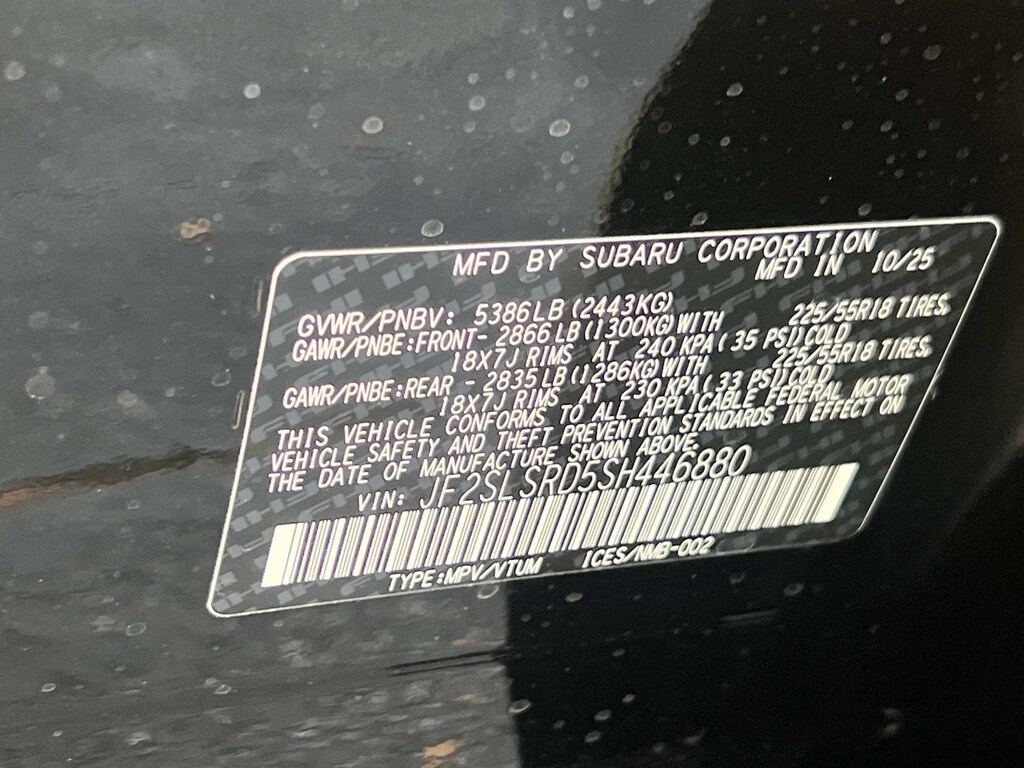 MFD BY SUBARU CORPORATION
MFD IN 10/25
GVWR/PNBV: 5386LB(2443KG)
GAWR/PNBE:FRONT- 2866LB(1300KG)WITH 225/55R18 TIRES,
18X7J RIMS AT 240 KPA( 35 PSI)COLD
GAWR/PNBE:REAR - 2835LB(1286KG)WITH 225/55R18 TIRES,
18X7J RIMS AT 230 KPA( 33 PSI)COLD
THIS VEHICLE CONFORMS TO ALL APPLICABLE FEDERAL MOTOR
VEHICLE SAFETY AND THEFT PREVENTION STANDARDS IN EFFECT ON
THE DATE OF MANUFACTURE SHOWN ABOVE.
VIN: JF2SLSRD5SH446880
TYPE:MPV/VTUM ICES/NMB-002